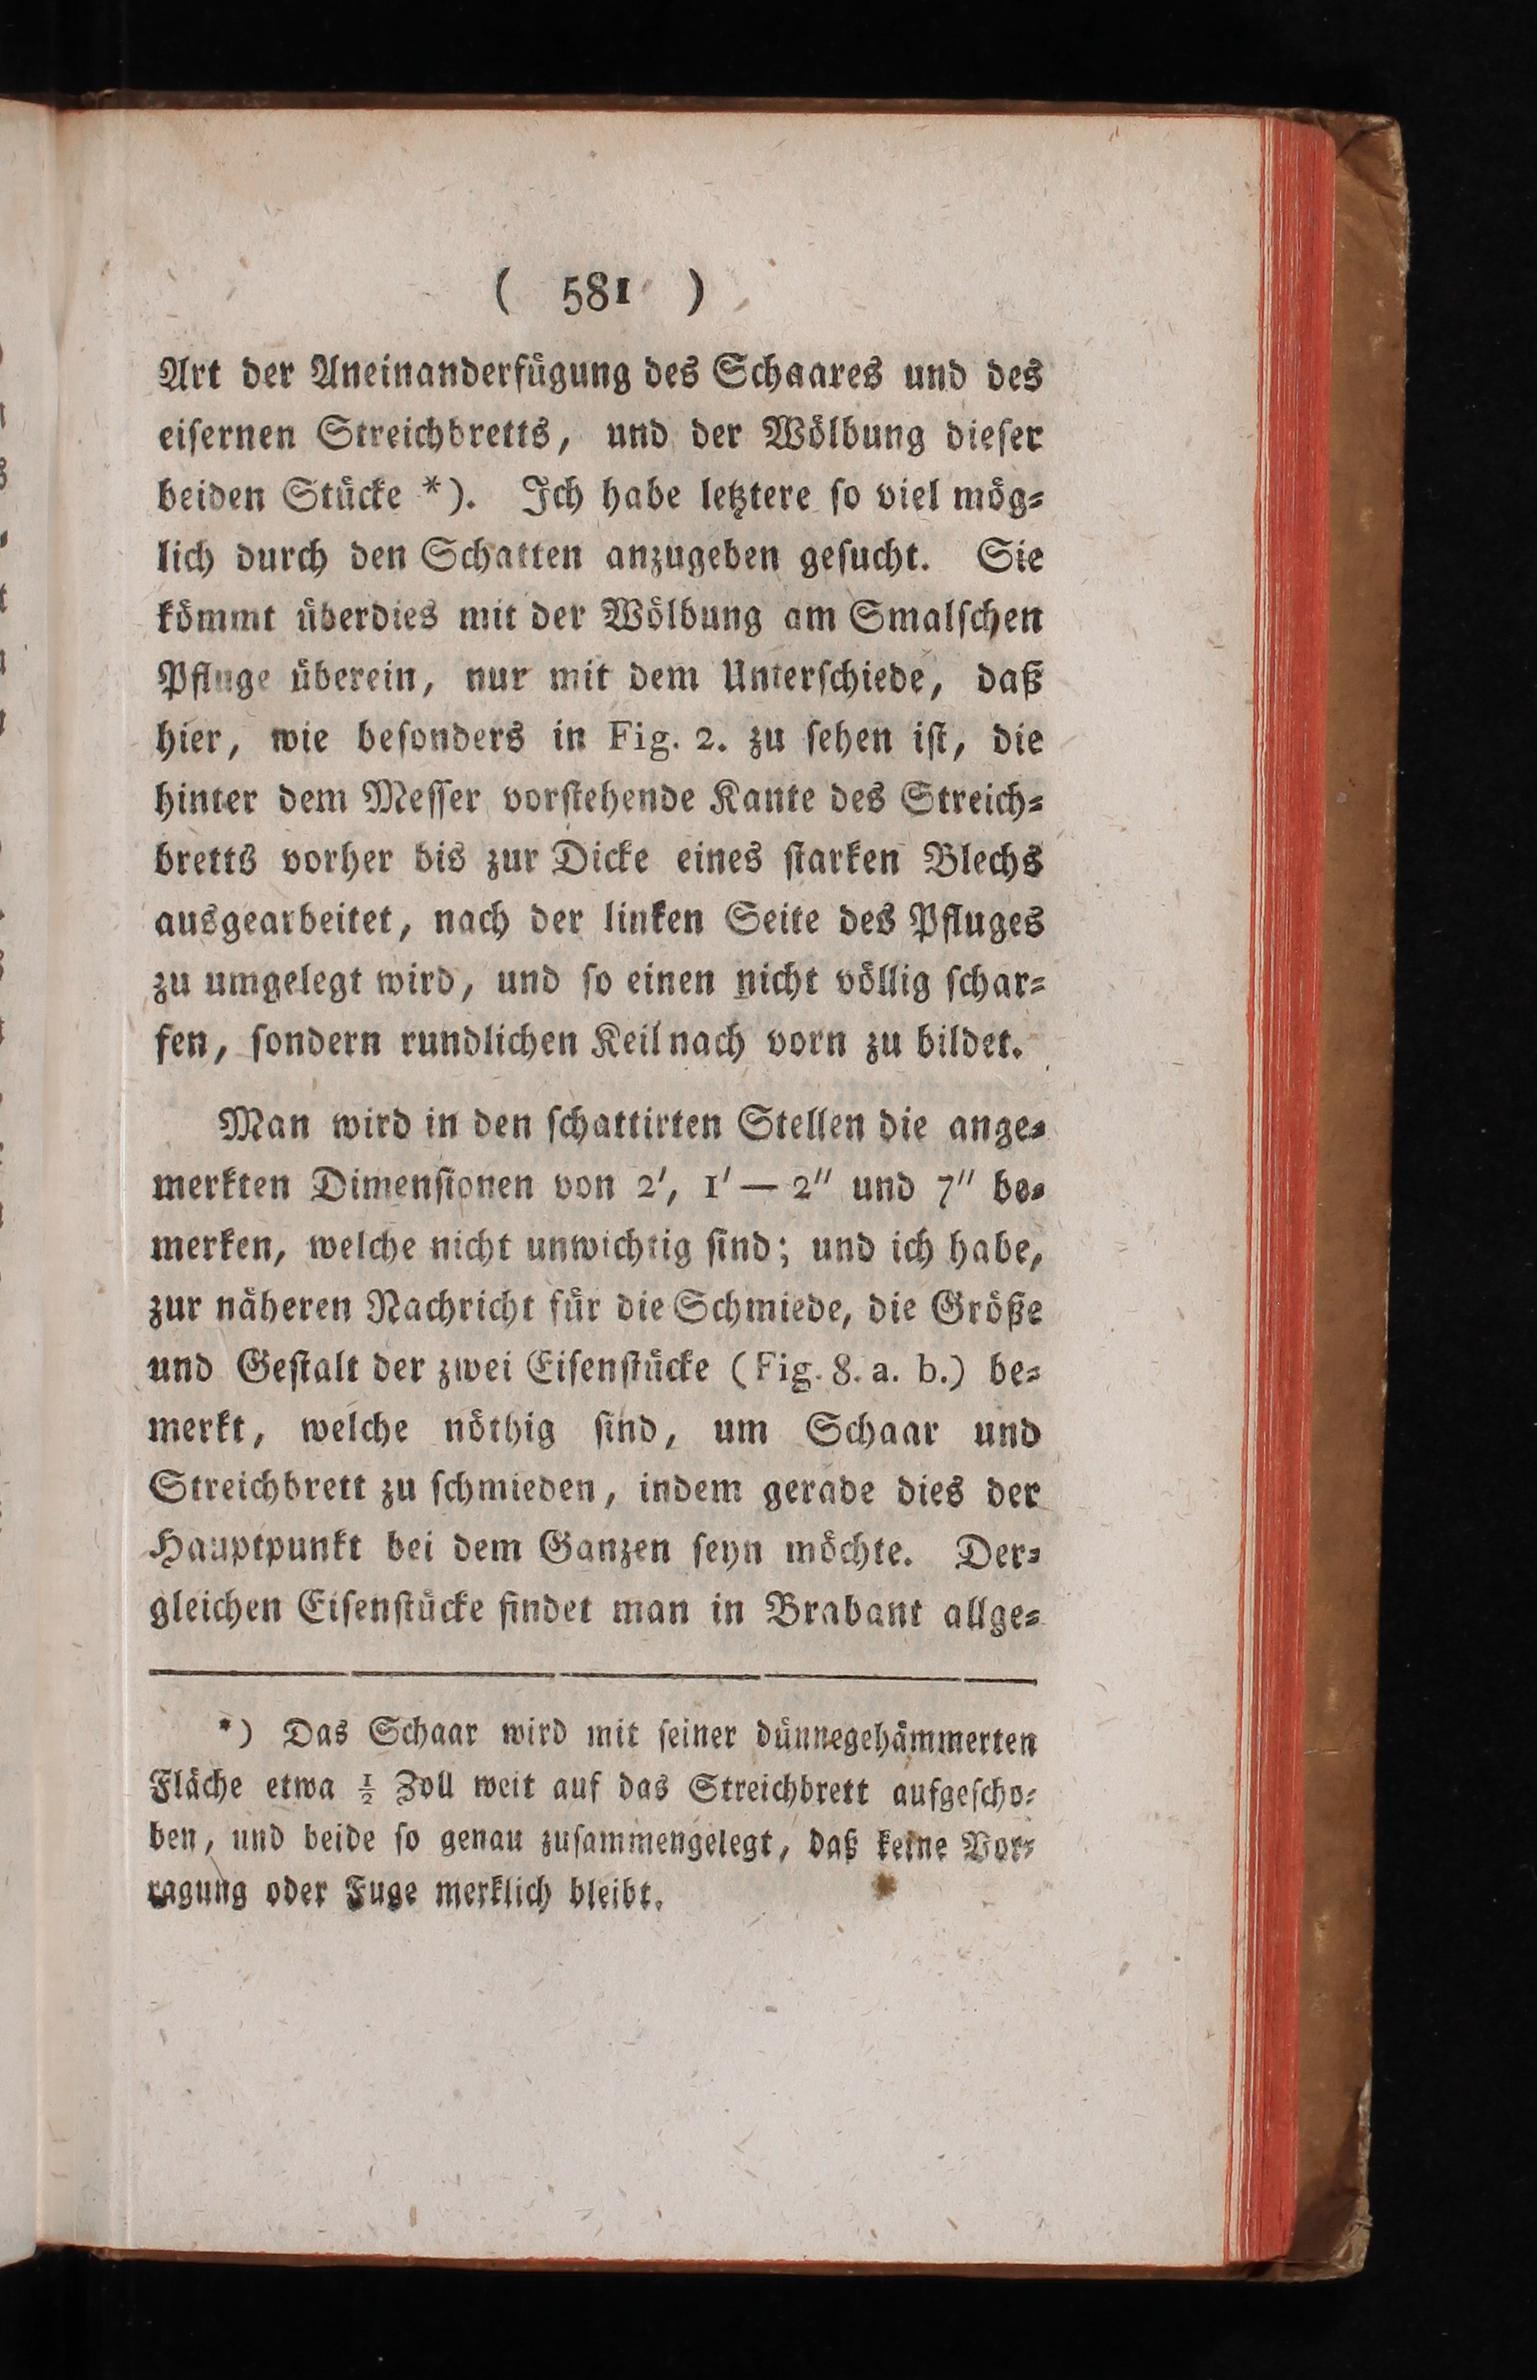 ( 581 )
Art der Aneinanderfügung des Schaares und des
eiſernen Streichbretts, und der Wölbung dieſer
beiden Stücke *). Ich habe letztere ſo viel mög⸗
lich durch den Schatten anzugeben geſucht. Sie
kömmt überdies mit der Wölbung am Smalſchen
Pfluge überein, nur mit dem Unterſchiede, daß
hier, wie beſonders in Fig. 2. zu ſehen iſt, die
hinter dem Meſſer vorſtehende Kante des Streich⸗
bretts vorher bis zur Dicke eines ſtarken Blechs
ausgearbeitet, nach der linken Seite des Pfluges
zu umgelegt wird, und ſo einen nicht völlig ſchar⸗
fen, ſondern rundlichen Keil nach vorn zu bildet.
Man wird in den ſchattirten Stellen die ange⸗
merkten Dimenſionen von 2′, 1′ — 2″ und 7″ be⸗
merken, welche nicht unwichtig ſind; und ich habe,
zur näheren Nachricht für die Schmiede, die Größe
und Geſtalt der zwei Eiſenſtücke (Fig. 8. a. b.) be⸗
merkt, welche nöthig ſind, um Schaar und
Streichbrett zu ſchmieden, indem gerade dies der
Hauptpunkt bei dem Ganzen ſeyn möchte. Der⸗
gleichen Eiſenſtücke findet man in Brabant allge⸗
*) Das Schaar wird mit ſeiner dünnegehämmerten
Fläche etwa ½ Zoll weit auf das Streichbrett aufgeſcho⸗
ben, und beide ſo genau zuſammengelegt, daß keine Vor⸗
ragung oder Fuge merklich bleibt.